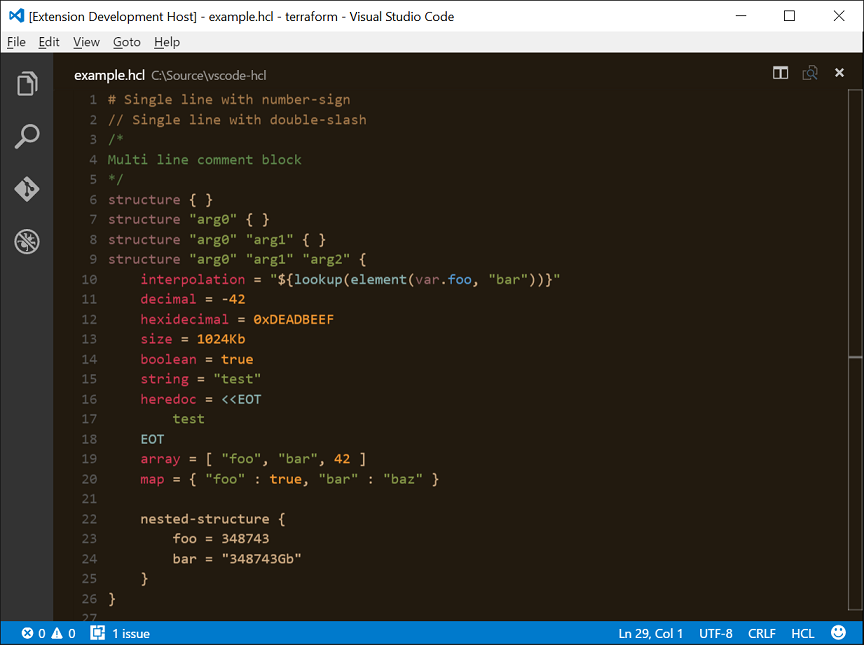 [Extension Development Host] - example.hcl - terraform - Visual Studio Code
File Edit View Goto Help
example.hcl C:\Source\vscode-hcl
1 # Single line with number-sign
2 // Single line with double-slash
3 /*
4 Multi line comment block
5 */
6 structure { }
7 structure "arg0" { }
8 structure "arg0" "arg1" { }
9 structure "arg0" "arg1" "arg2" {
10     interpolation = "${lookup(element(var.foo, "bar"))}"
11     decimal = -42
12     hexidecimal = 0xDEADBEEF
13     size = 1024Kb
14     boolean = true
15     string = "test"
16     heredoc = <<EOT
17         test
18     EOT
19     array = [ "foo", "bar", 42 ]
20     map = { "foo" : true, "bar" : "baz" }
21
22     nested-structure {
23         foo = 348743
24         bar = "348743Gb"
25     }
26 }
27
0 0 1 issue Ln 29, Col 1 UTF-8 CRLF HCL